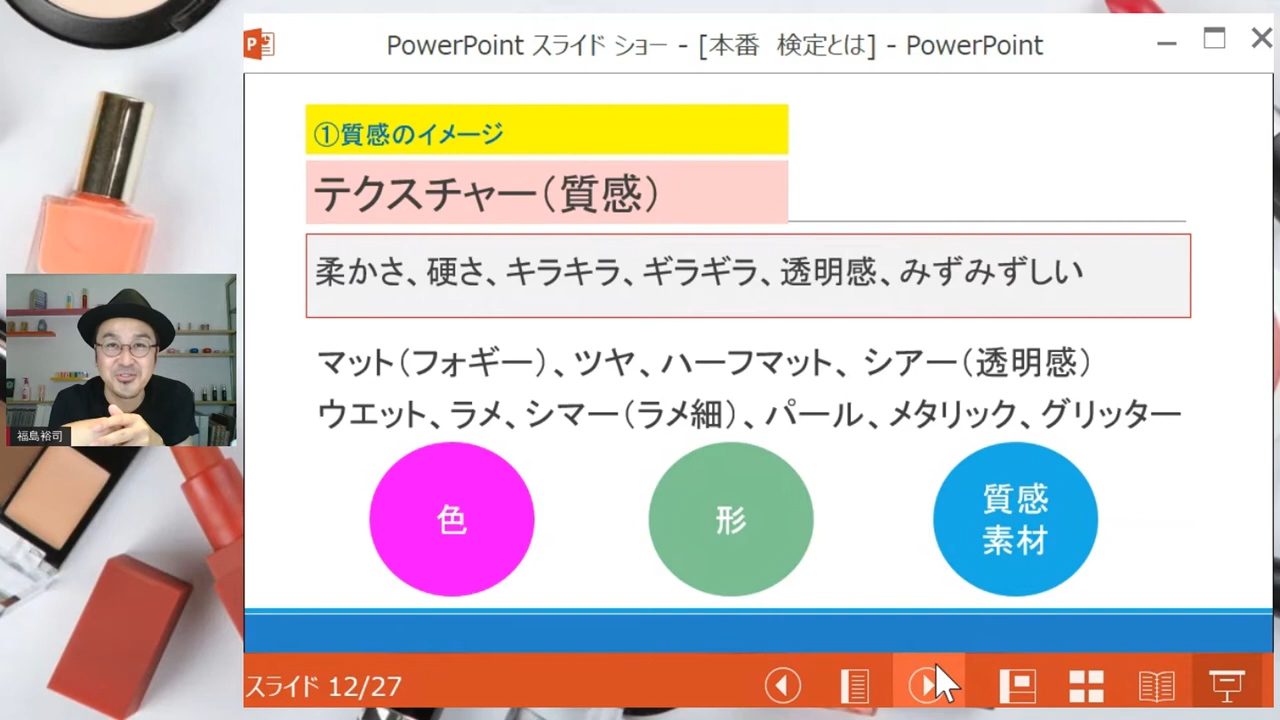 PowerPoint スライド ショー - [本番 検定とは] - PowerPoint
①質感のイメージ
テクスチャー（質感）
柔かさ、硬さ、キラキラ、ギラギラ、透明感、みずみずしい
マット（フォギー）、ツヤ、ハーフマット、シアー（透明感）
ウエット、ラメ、シマー（ラメ細）、パール、メタリック、グリッター
色
形
質感
素材
福島裕司
スライド 12/27